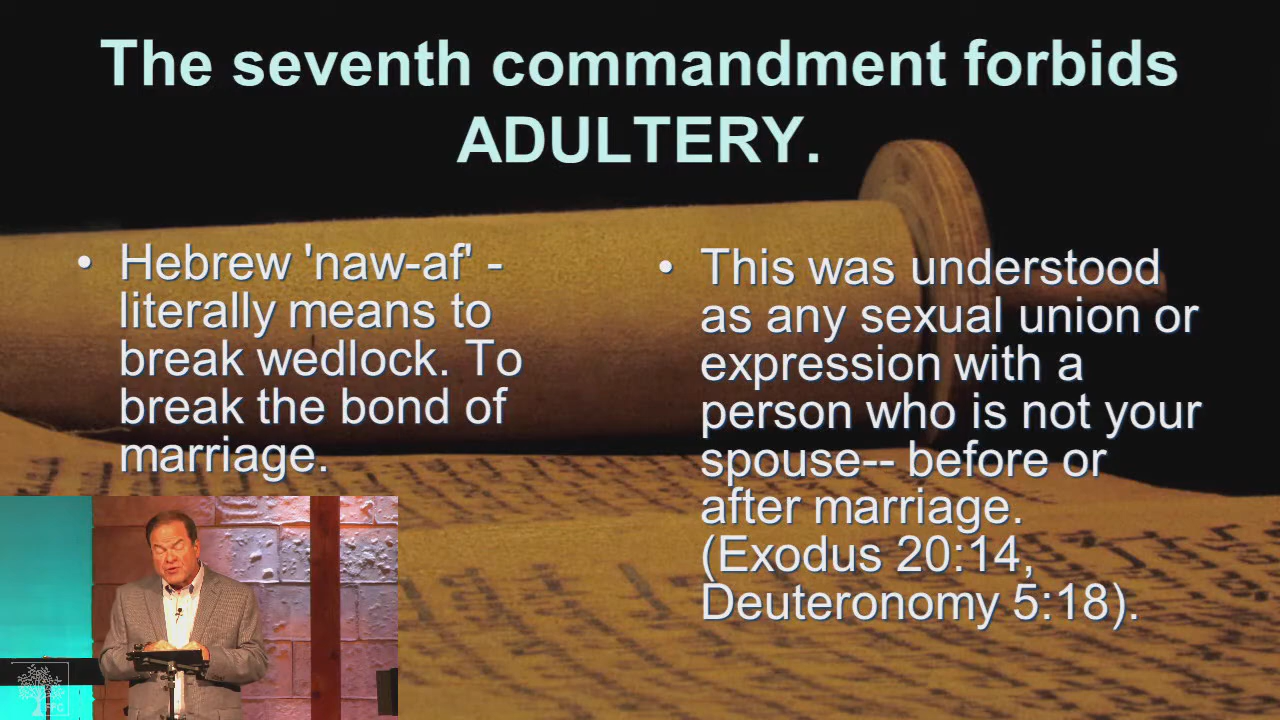 The seventh commandment forbids
ADULTERY.
• Hebrew 'naw-af' -
literally means to
break wedlock. To
break the bond of
marriage.
• This was understood
as any sexual union or
expression with a
person who is not your
spouse-- before or
after marriage.
(Exodus 20:14,
Deuteronomy 5:18).